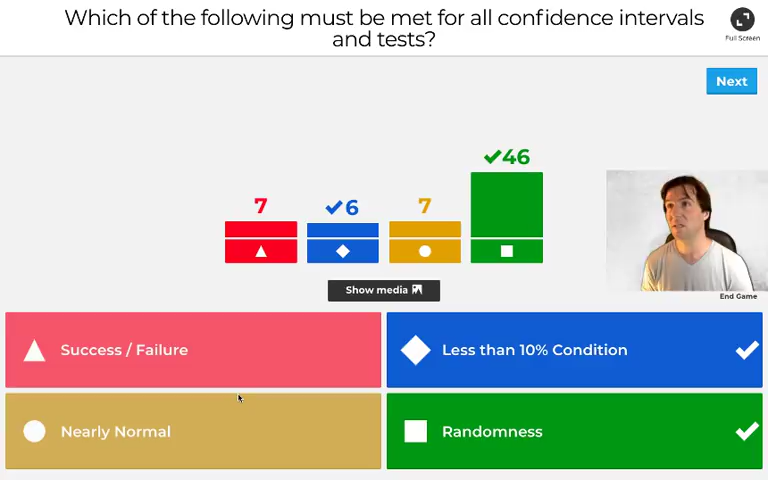 Which of the following must be met for all confidence intervals
and tests?
Full Screen
Next
7
6
7
46
Show media
End Game
Success / Failure
Less than 10% Condition
Nearly Normal
Randomness